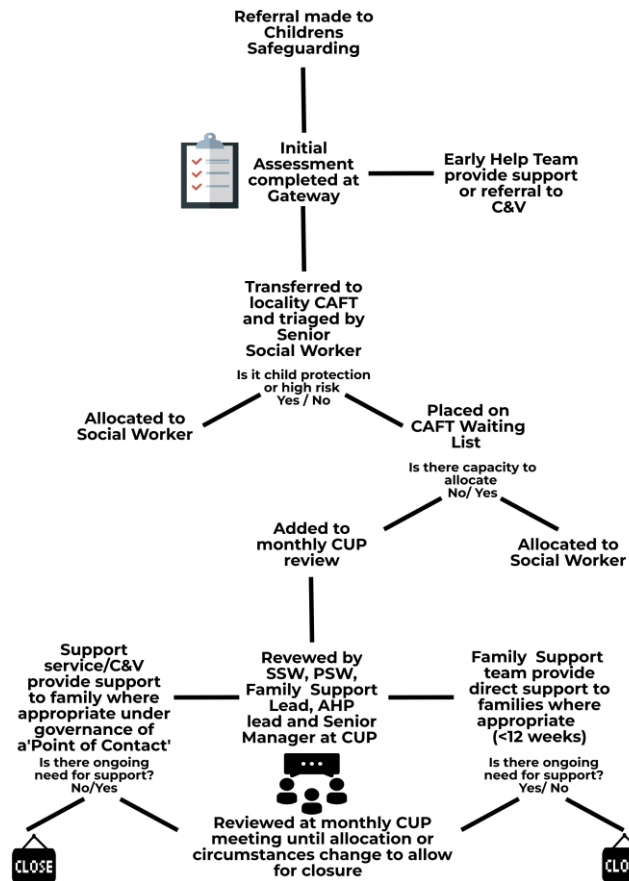 Referral made to
Childrens
Safeguarding
Initial
Assessment
completed at
Gateway
Early Help Team
provide support
or referral to
C&V
Transferred to
locality CAFT
and triaged by
Senior
Social Worker
Is it child protection
or high risk
Yes / No
Allocated to
Social Worker
Placed on
CAFT Waiting
List
Is there capacity to
allocate
No/ Yes
Added to
monthly CUP
review
Allocated to
Social Worker
Support
service/C&V
provide support
to family where
appropriate under
governance of
a'Point of Contact'
Is there ongoing
need for support?
No/Yes
Revewed by
SSW, PSW,
Family Support
Lead, AHP
lead and Senior
Manager at CUP
Family Support
team provide
direct support to
families where
appropriate
(<12 weeks)
Is there ongoing
need for support?
Yes/ No
Reviewed at monthly CUP
meeting until allocation or
circumstances change to allow
for closure
CLOSE
CLO